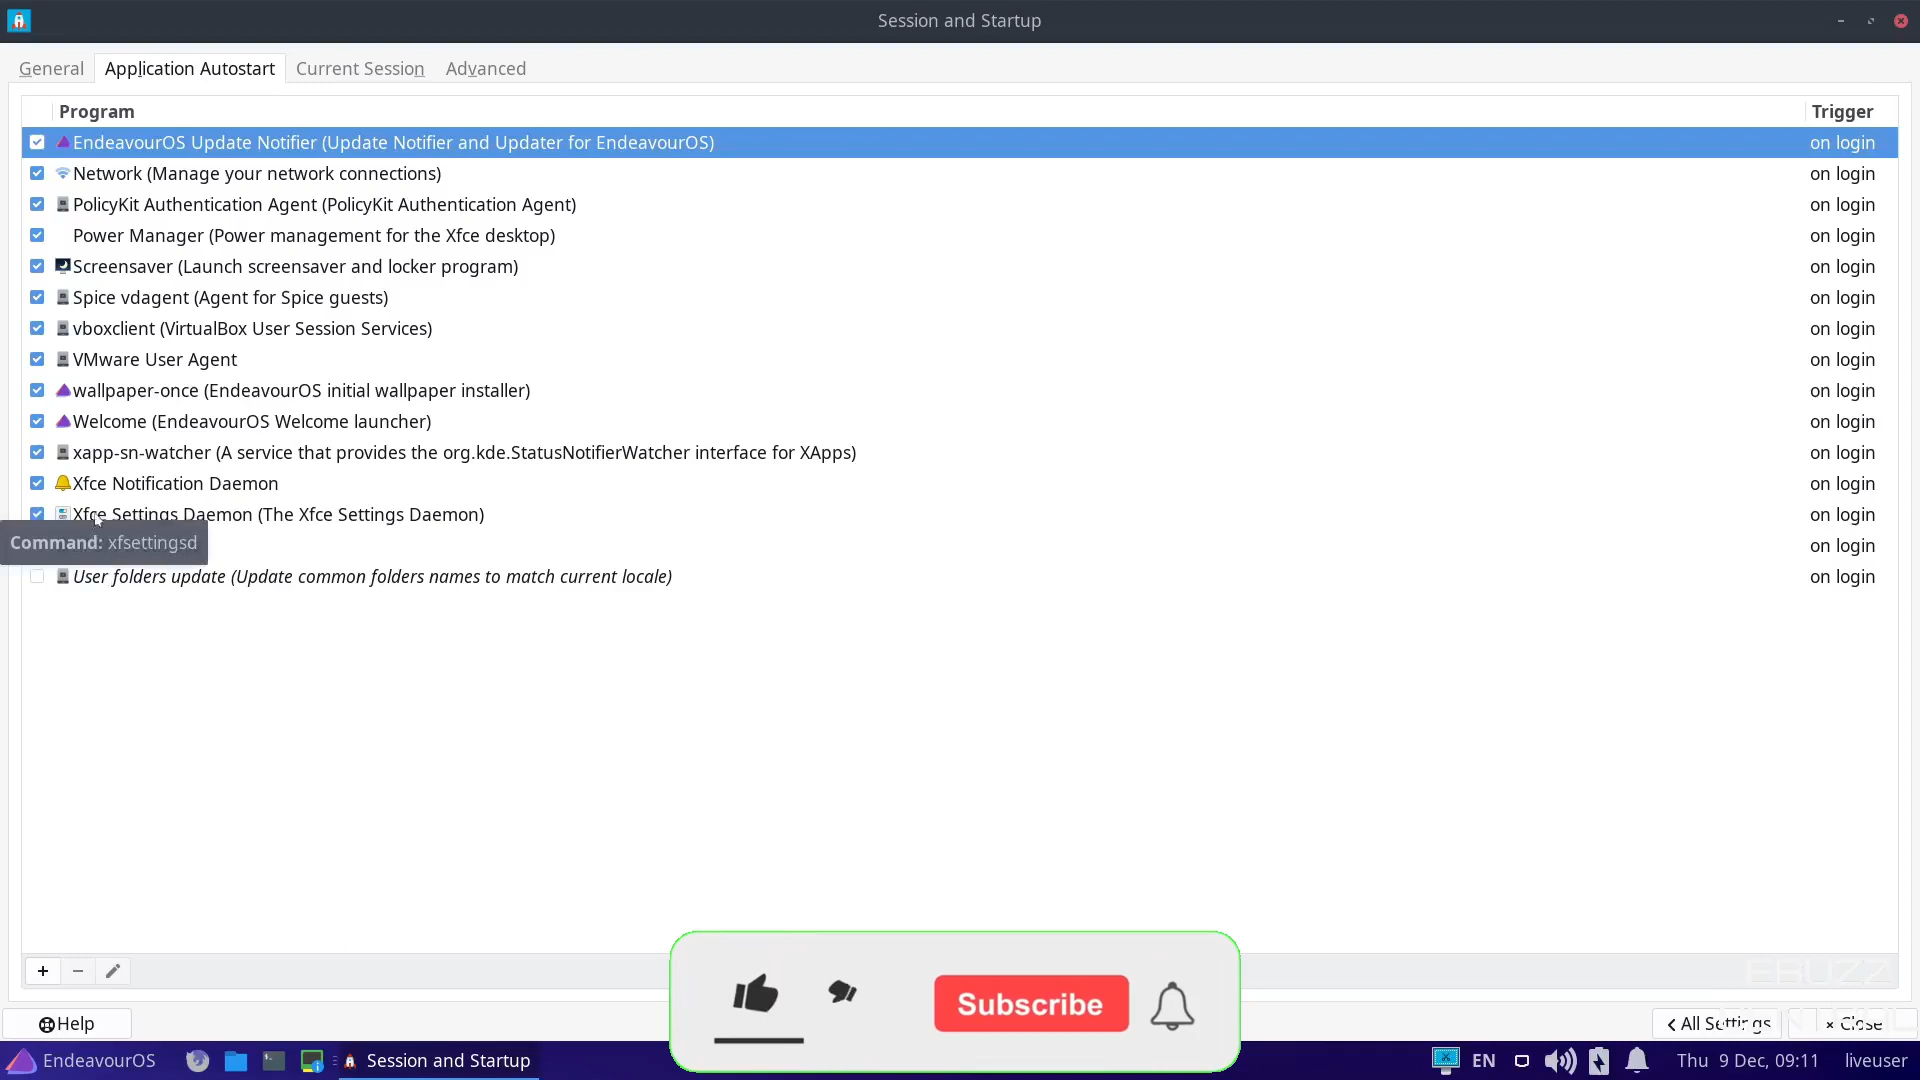 Session and Startup
General
Application Autostart
Current Session
Advanced
Program
Trigger
EndeavourOS Update Notifier (Update Notifier and Updater for EndeavourOS)
on login
Network (Manage your network connections)
on login
PolicyKit Authentication Agent (PolicyKit Authentication Agent)
on login
Power Manager (Power management for the Xfce desktop)
on login
Screensaver (Launch screensaver and locker program)
on login
Spice vdagent (Agent for Spice guests)
on login
vboxclient (VirtualBox User Session Services)
on login
VMware User Agent
on login
wallpaper-once (EndeavourOS initial wallpaper installer)
on login
Welcome (EndeavourOS Welcome launcher)
on login
xapp-sn-watcher (A service that provides the org.kde.StatusNotifierWatcher interface for XApps)
on login
Xfce Notification Daemon
on login
Xfce Settings Daemon (The Xfce Settings Daemon)
on login
Command: xfsettingsd
on login
User folders update (Update common folders names to match current locale)
on login
EBUZZ
Subscribe
Help
All Settings
Close
EndeavourOS
Session and Startup
EN
Thu 9 Dec, 09:11
liveuser